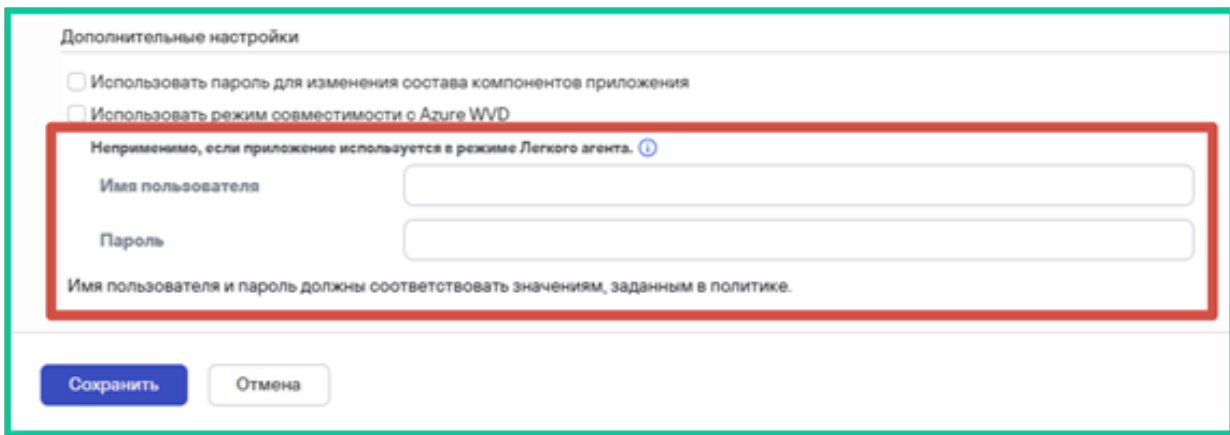 Дополнительные настройки
Использовать пароль для изменения состава компонентов приложения
Использовать режим совместимости с Azure WVD
Неприменимо, если приложение используется в режиме Легкого агента.
Имя пользователя
Пароль
Имя пользователя и пароль должны соответствовать значениям, заданным в политике.
Сохранить Отмена